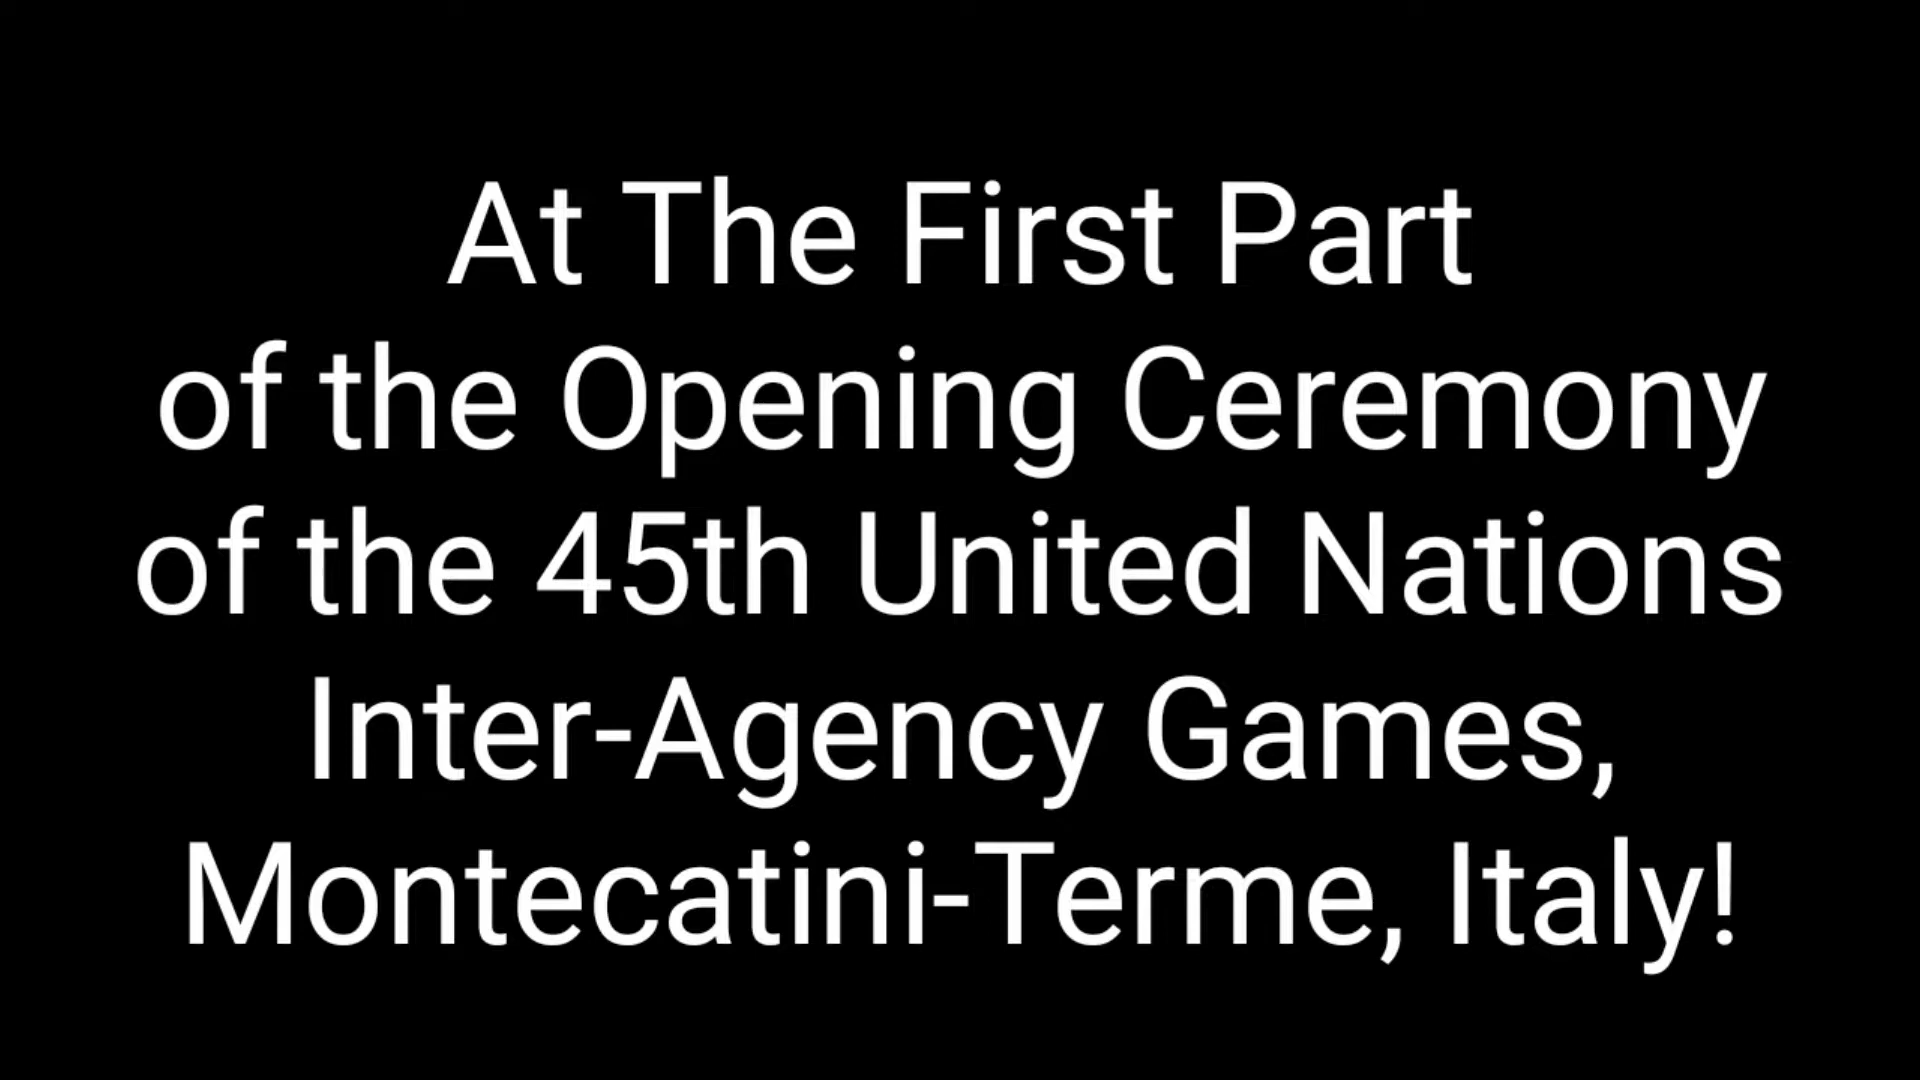 At The First Part
of the Opening Ceremony
of the 45th United Nations
Inter-Agency Games,
Montecatini-Terme, Italy!